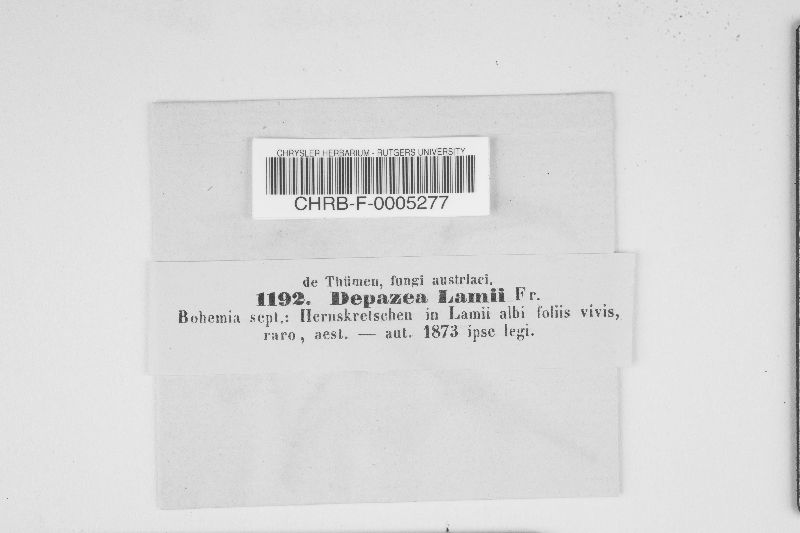 CHRYSLER HERBARIUM - RUTGERS UNIVERSITY
CHRB-F-0005277
de Thümen, fungi austriaci.
1192. Depazea Lamii Fr.
Bohemia sept.: Hernskretschen in Lamii albi foliis vivis,
raro, aest. — aut. 1873 ipse legi.